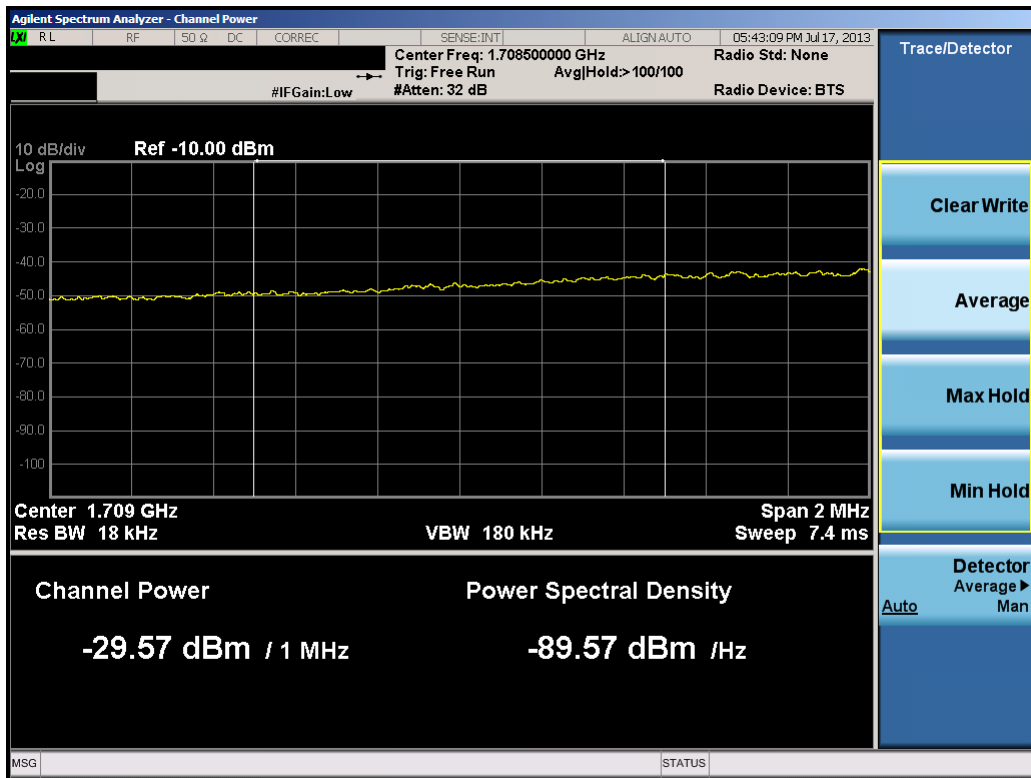 Agilent Spectrum Analyzer - Channel Power
LXI RL RF 50 Ω DC CORREC SENSE:INT ALIGN AUTO 05:43:09 PM Jul 17, 2013
Center Freq: 1.708500000 GHz Radio Std: None
Trig: Free Run Avg|Hold:>100/100
#IFGain:Low #Atten: 32 dB Radio Device: BTS
10 dB/div Ref -10.00 dBm
Log
-20.0
-30.0
-40.0
-50.0
-60.0
-70.0
-80.0
-90.0
-100
Center 1.709 GHz Span 2 MHz
Res BW 18 kHz VBW 180 kHz Sweep 7.4 ms
Channel Power Power Spectral Density
-29.57 dBm / 1 MHz -89.57 dBm /Hz
MSG STATUS
Trace/Detector
Clear Write
Average
Max Hold
Min Hold
Detector
Average▶
Auto Man